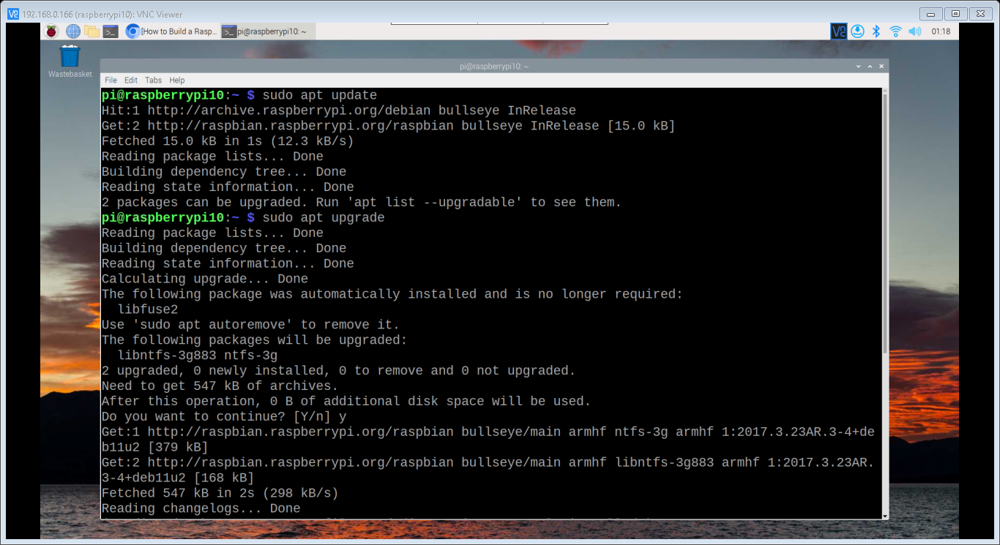 192.168.0.166 (raspberrypi10): VNC Viewer
[How to Build a Rasp... pi@raspberrypi10: ~ 01:18
Wastebasket
pi@raspberrypi10: ~
File Edit Tabs Help
pi@raspberrypi10:~ $ sudo apt update
Hit:1 http://archive.raspberrypi.org/debian bullseye InRelease
Get:2 http://raspbian.raspberrypi.org/raspbian bullseye InRelease [15.0 kB]
Fetched 15.0 kB in 1s (12.3 kB/s)
Reading package lists... Done
Building dependency tree... Done
Reading state information... Done
2 packages can be upgraded. Run 'apt list --upgradable' to see them.
pi@raspberrypi10:~ $ sudo apt upgrade
Reading package lists... Done
Building dependency tree... Done
Reading state information... Done
Calculating upgrade... Done
The following package was automatically installed and is no longer required:
  libfuse2
Use 'sudo apt autoremove' to remove it.
The following packages will be upgraded:
  libntfs-3g883 ntfs-3g
2 upgraded, 0 newly installed, 0 to remove and 0 not upgraded.
Need to get 547 kB of archives.
After this operation, 0 B of additional disk space will be used.
Do you want to continue? [Y/n] y
Get:1 http://raspbian.raspberrypi.org/raspbian bullseye/main armhf ntfs-3g armhf 1:2017.3.23AR.3-4+de
b11u2 [379 kB]
Get:2 http://raspbian.raspberrypi.org/raspbian bullseye/main armhf libntfs-3g883 armhf 1:2017.3.23AR.
3-4+deb11u2 [168 kB]
Fetched 547 kB in 2s (298 kB/s)
Reading changelogs... Done